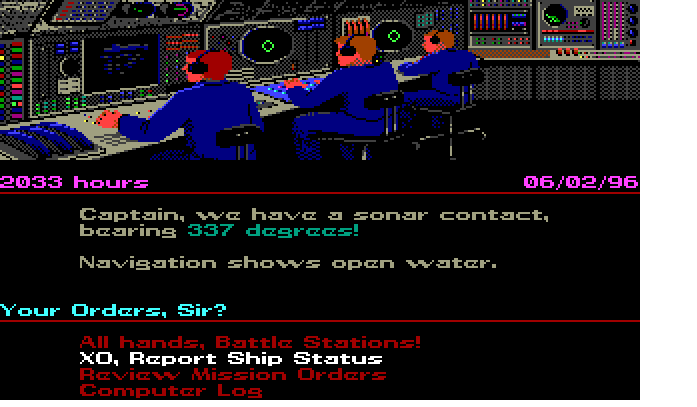 2033 hours
06/02/96
Captain, we have a sonar contact,
bearing 337 degrees!
Navigation shows open water.
Your Orders, Sir?
All hands, Battle Stations!
XO, Report Ship Status
Review Mission Orders
Computer Log